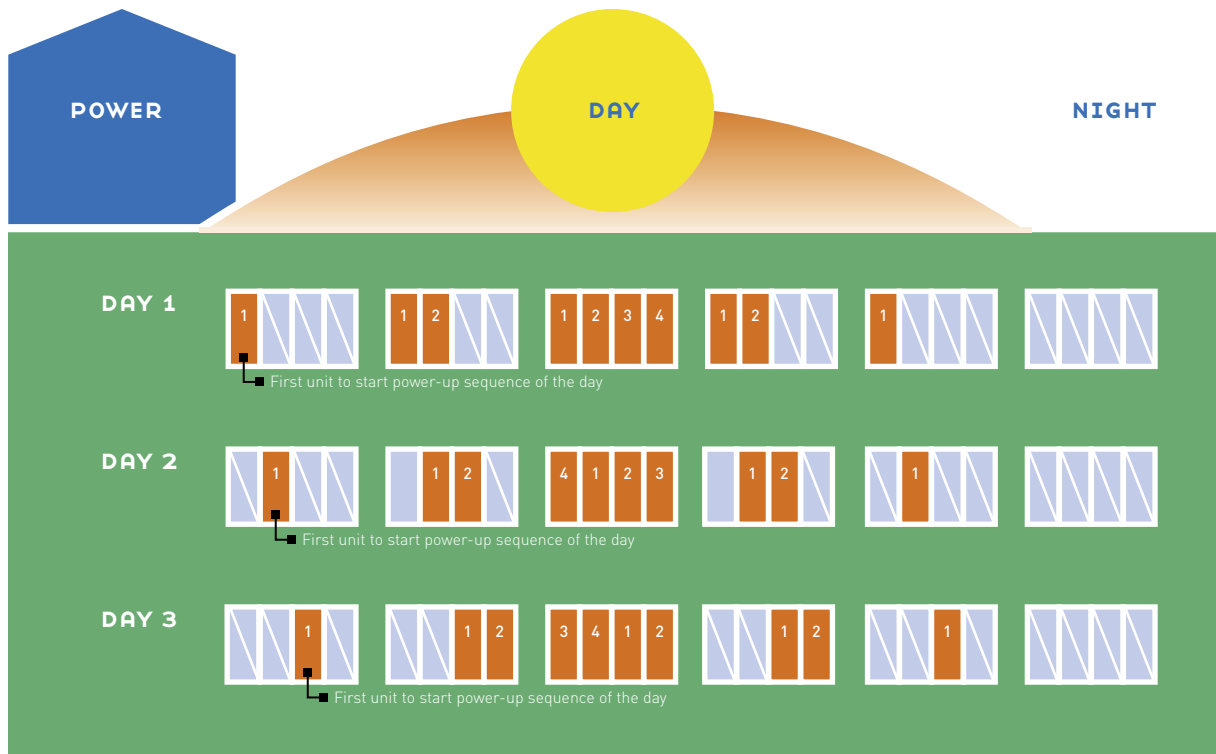 POWER
DAY
NIGHT
DAY 1
1
1 2
1 2 3 4
1 2
1
First unit to start power-up sequence of the day
DAY 2
1
1 2
4 1 2 3
1 2
1
First unit to start power-up sequence of the day
DAY 3
1
1 2
3 4 1 2
1 2
1
First unit to start power-up sequence of the day